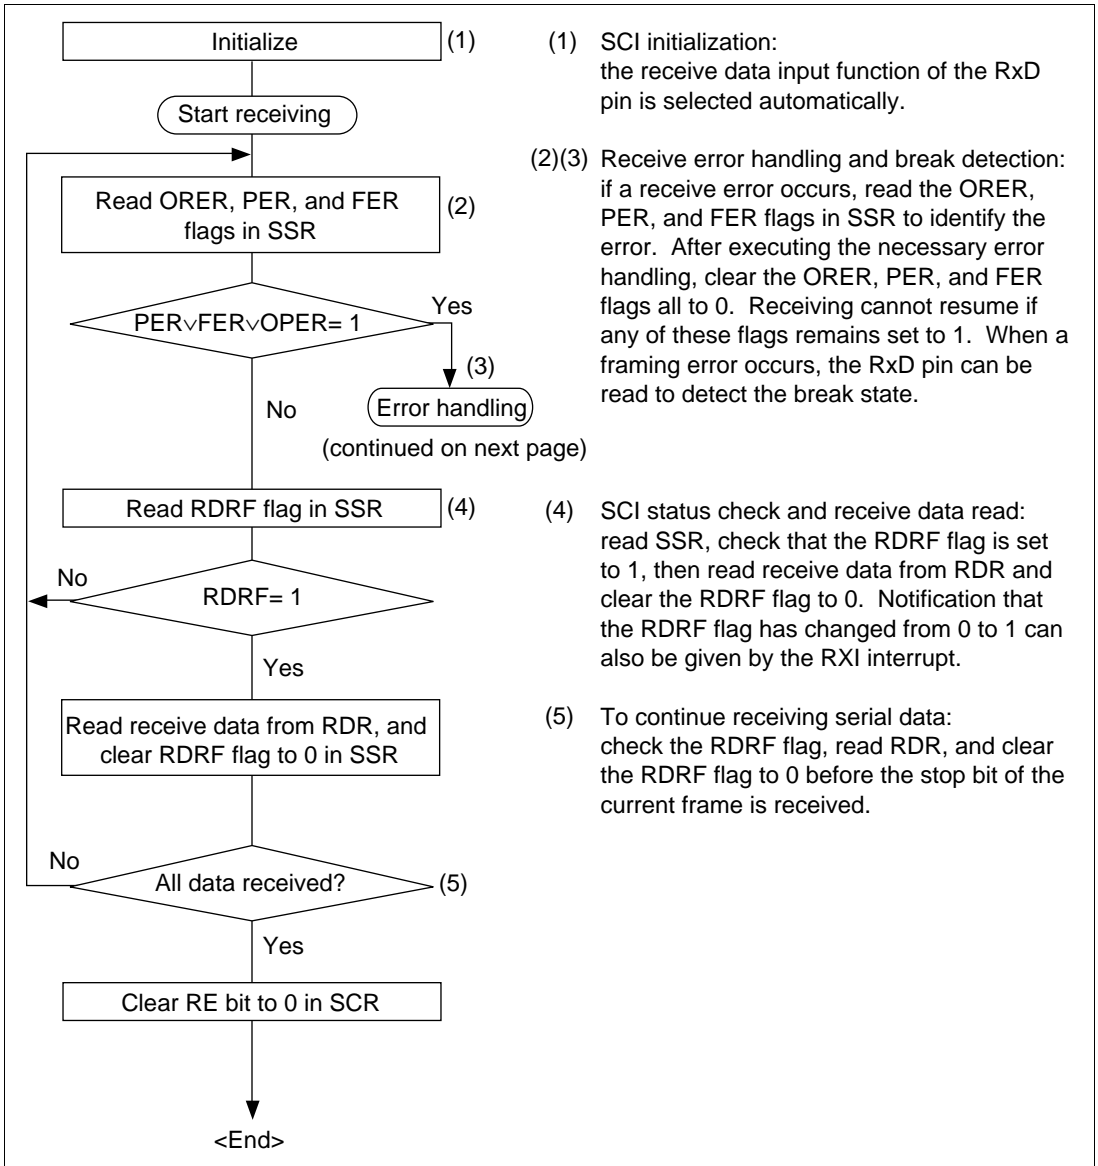 Initialize
(1)
Start receiving
Read ORER, PER, and FER
flags in SSR
(2)
PER∨FER∨OPER= 1
Yes
(3)
Error handling
(continued on next page)
No
Read RDRF flag in SSR
(4)
No
RDRF= 1
Yes
Read receive data from RDR, and
clear RDRF flag to 0 in SSR
No
All data received?
(5)
Yes
Clear RE bit to 0 in SCR
<End>
(1) SCI initialization:
the receive data input function of the RxD
pin is selected automatically.
(2)(3) Receive error handling and break detection:
if a receive error occurs, read the ORER,
PER, and FER flags in SSR to identify the
error. After executing the necessary error
handling, clear the ORER, PER, and FER
flags all to 0. Receiving cannot resume if
any of these flags remains set to 1. When a
framing error occurs, the RxD pin can be
read to detect the break state.
(4) SCI status check and receive data read:
read SSR, check that the RDRF flag is set
to 1, then read receive data from RDR and
clear the RDRF flag to 0. Notification that
the RDRF flag has changed from 0 to 1 can
also be given by the RXI interrupt.
(5) To continue receiving serial data:
check the RDRF flag, read RDR, and clear
the RDRF flag to 0 before the stop bit of the
current frame is received.